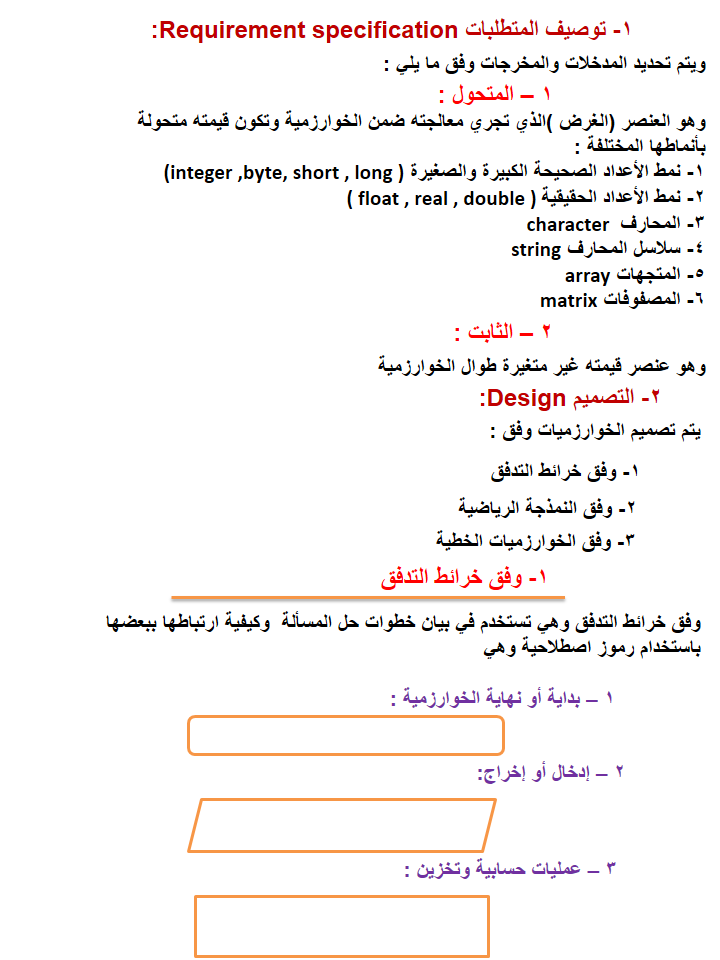 ١- توصيف المتطلبات Requirement specification:
ويتم تحديد المدخلات والمخرجات وفق ما يلي :
١ – المتحول :
وهو العنصر (الغرض )الذي تجري معالجته ضمن الخوارزمية وتكون قيمته متحولة
بأنماطها المختلفة :
١- نمط الأعداد الصحيحة الكبيرة والصغيرة ( integer ,byte, short , long)
٢- نمط الأعداد الحقيقية ( float , real , double )
٣- المحارف character
٤- سلاسل المحارف string
٥- المتجهات array
٦- المصفوفات matrix
٢ – الثابت :
وهو عنصر قيمته غير متغيرة طوال الخوارزمية
٢- التصميم Design:
يتم تصميم الخوارزميات وفق :
١- وفق خرائط التدفق
٢- وفق النمذجة الرياضية
٣- وفق الخوارزميات الخطية
١- وفق خرائط التدفق
وفق خرائط التدفق وهي تستخدم في بيان خطوات حل المسألة وكيفية ارتباطها ببعضها
باستخدام رموز اصطلاحية وهي
١ – بداية أو نهاية الخوارزمية :
٢ – إدخال أو إخراج:
٣ – عمليات حسابية وتخزين :